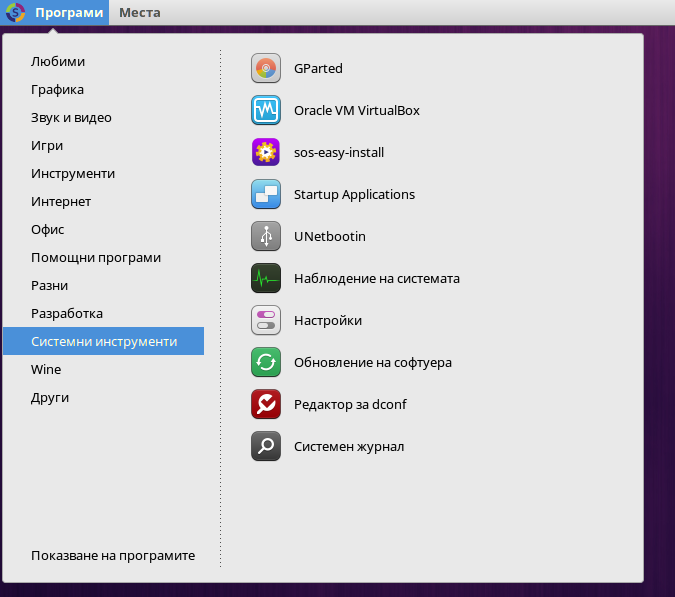 Програми Места
Любими
Графика
Звук и видео
Игри
Инструменти
Интернет
Офис
Помощни програми
Разни
Разработка
Системни инструменти
Wine
Други
Показване на програмите
GParted
Oracle VM VirtualBox
sos-easy-install
Startup Applications
UNetbootin
Наблюдение на системата
Настройки
Обновление на софтуера
Редактор за dconf
Системен журнал